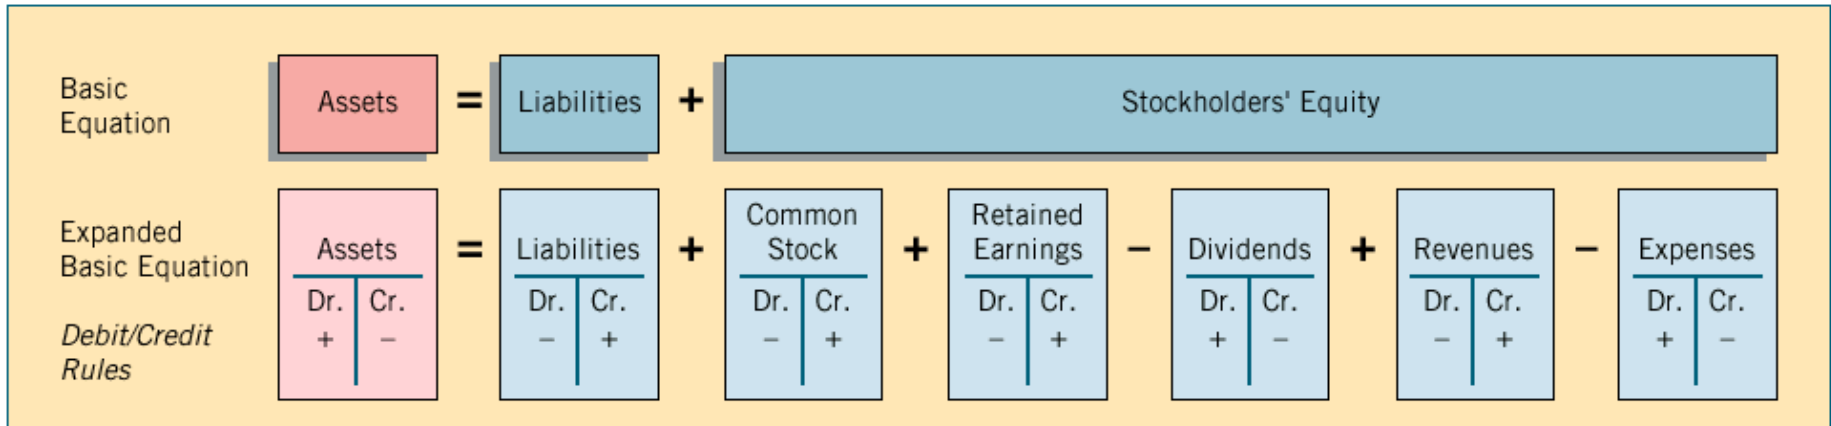 Basic
Equation
Assets = Liabilities + Stockholders' Equity
Expanded
Basic Equation
Debit/Credit
Rules
Assets
Dr. Cr.
+ −
=
Liabilities
Dr. Cr.
− +
+
Common
Stock
Dr. Cr.
− +
+
Retained
Earnings
Dr. Cr.
− +
−
Dividends
Dr. Cr.
+ −
+
Revenues
Dr. Cr.
− +
−
Expenses
Dr. Cr.
+ −